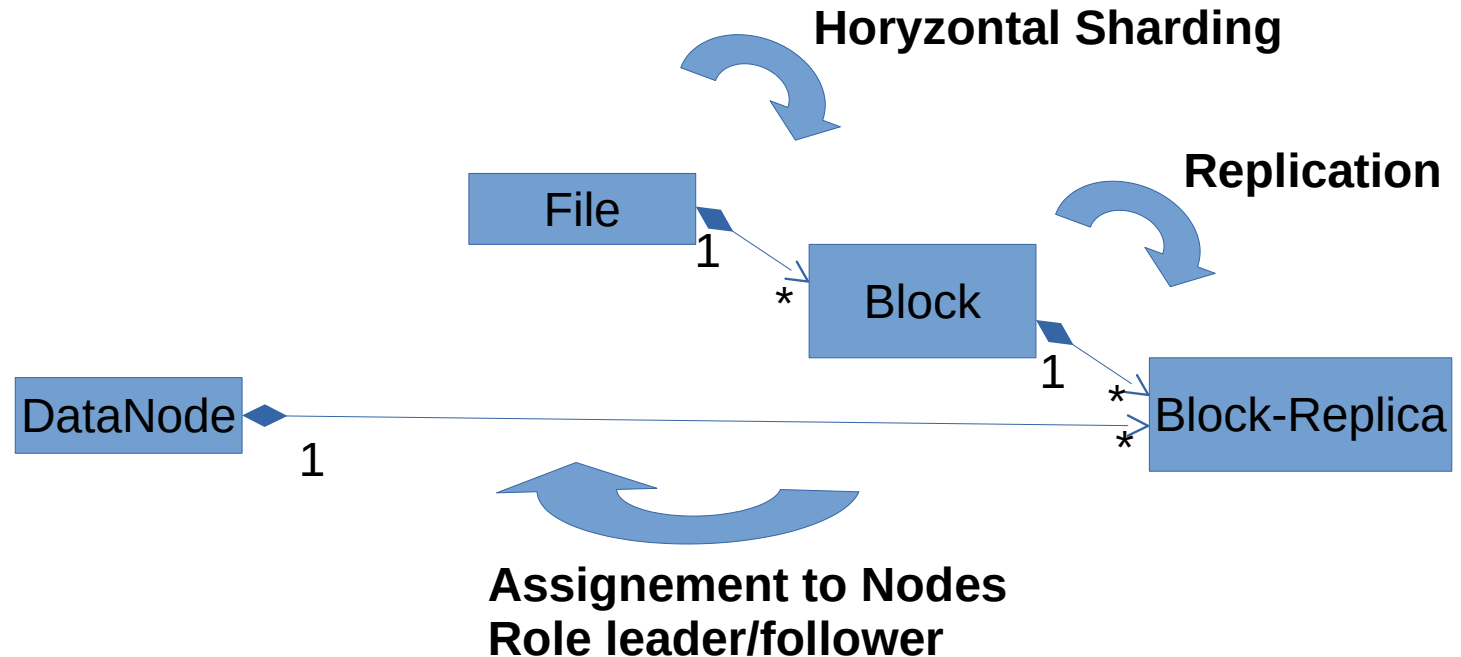 Horyzontal Sharding
Replication
File
1
*
Block
1
*
DataNode
1
*
Block-Replica
Assignement to Nodes
Role leader/follower